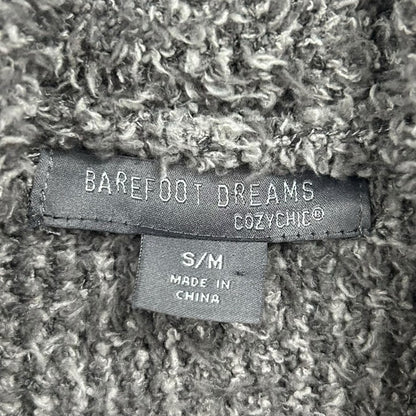 BAREFOOT DREAMS
COZYCHIC®
S/M
MADE IN
CHINA